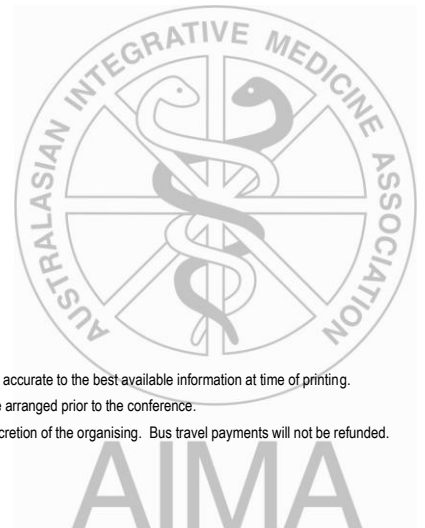 AUSTRALASIAN INTEGRATIVE MEDICINE ASSOCIATION
accurate to the best available information at time of printing.
arranged prior to the conference.
cretion of the organising. Bus travel payments will not be refunded.
AIMA